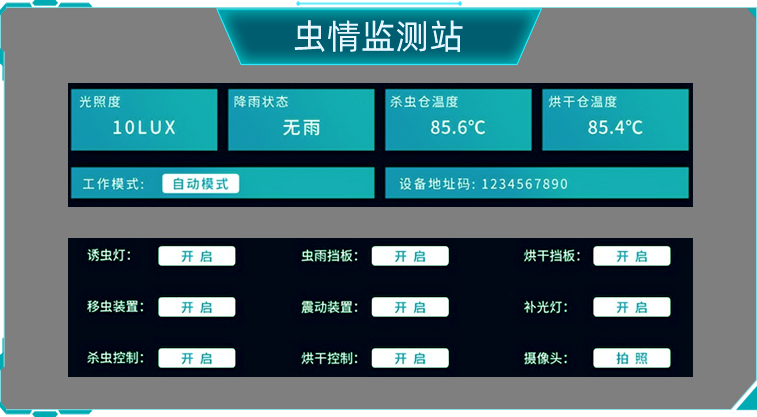 虫情监测站
光照度 降雨状态 杀虫仓温度 烘干仓温度
10LUX 无雨 85.6℃ 85.4℃
工作模式: 自动模式 设备地址码: 1234567890
诱虫灯: 开启 虫雨挡板: 开启 烘干挡板: 开启
移虫装置: 开启 震动装置: 开启 补光灯: 开启
杀虫控制: 开启 烘干控制: 开启 摄像头: 拍照